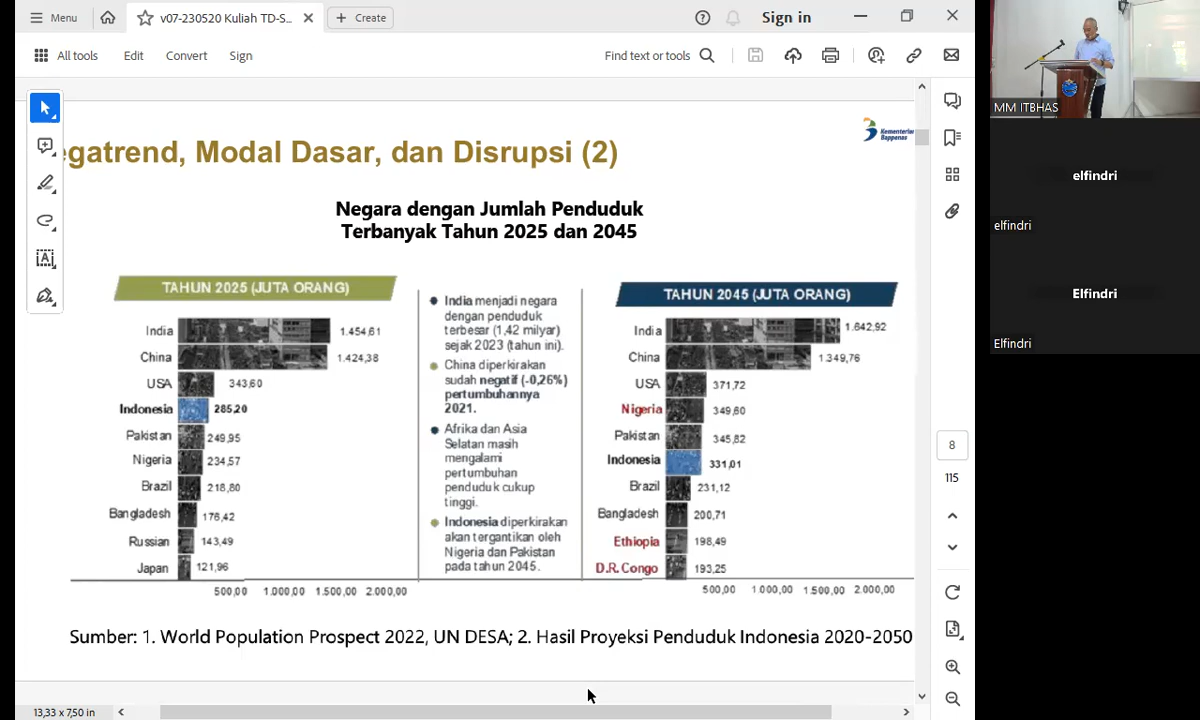 Menu
v07-230520 Kuliah TD-S...
Create
Sign in
All tools
Edit
Convert
Sign
Find text or tools
egatrend, Modal Dasar, dan Disrupsi (2)
Kementerian
Bappenas
Negara dengan Jumlah Penduduk
Terbanyak Tahun 2025 dan 2045
TAHUN 2025 (JUTA ORANG)
India 1.454,61
China 1.424,38
USA 343,60
Indonesia 285,20
Pakistan 249,95
Nigeria 234,57
Brazil 218,80
Bangladesh 176,42
Russian 143,49
Japan 121,96
500,00 1.000,00 1.500,00 2.000,00
India menjadi negara
dengan penduduk
terbesar (1,42 milyar)
sejak 2023 (tahun ini).
China diperkirakan
sudah negatif (-0,26%)
pertumbuhannya
2021.
Afrika dan Asia
Selatan masih
mengalami
pertumbuhan
penduduk cukup
tinggi.
Indonesia diperkirakan
akan tergantikan oleh
Nigeria dan Pakistan
pada tahun 2045.
TAHUN 2045 (JUTA ORANG)
India 1.642,92
China 1.349,76
USA 371,72
Nigeria 349,60
Pakistan 345,82
Indonesia 331,01
Brazil 231,12
Bangladesh 200,71
Ethiopia 198,49
D.R. Congo 193,25
500,00 1.000,00 1.500,00 2.000,00
Sumber: 1. World Population Prospect 2022, UN DESA; 2. Hasil Proyeksi Penduduk Indonesia 2020-2050
8
115
13,33 x 7,50 in
MM ITBHAS
elfindri
elfindri
Elfindri
Elfindri